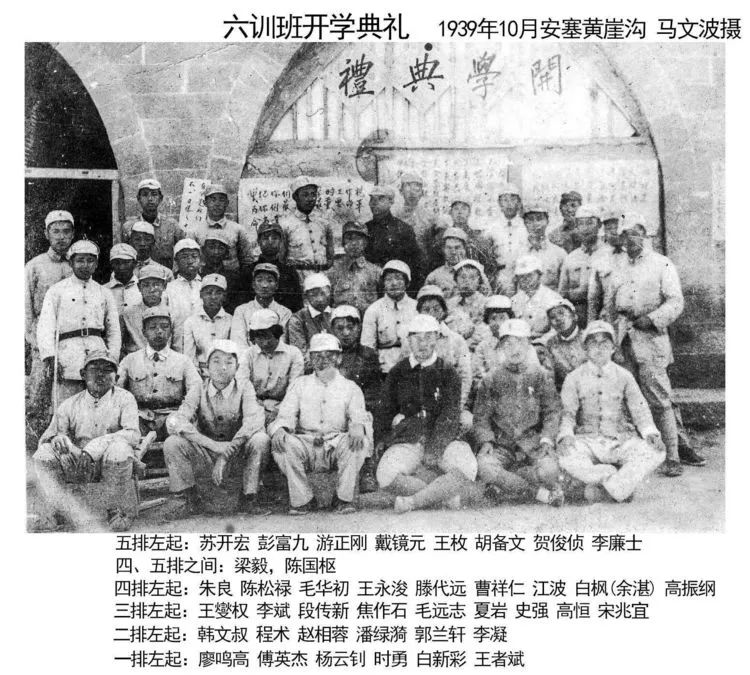 六训班开学典礼 1939年10月安塞黄崖沟 马文波摄
禮典學開
五排左起：苏开宏 彭富九 游正刚 戴镜元 王枚 胡备文 贺俊侦 李廉士
四、五排之间：梁毅，陈国枢
四排左起：朱良 陈松禄 毛华初 王永浚 滕代远 曹祥仁 江波 白枫(余湛) 高振纲
三排左起：王燮权 李斌 段传新 焦作石 毛远志 夏岩 史强 高恒 宋兆宜
二排左起：韩文叔 程术 赵相蓉 潘绿漪 郭兰轩 李凝
一排左起：廖鸣高 傅英杰 杨云钊 时勇 白新彩 王者斌